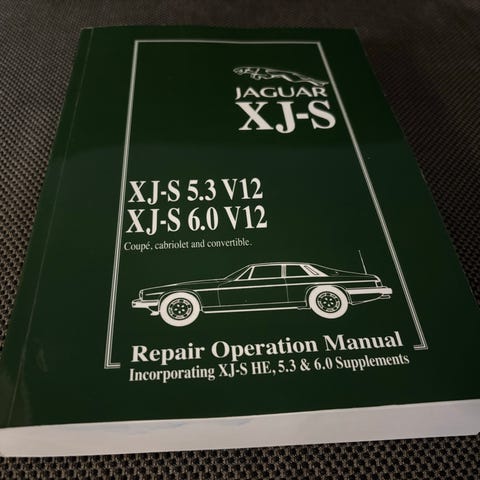 JAGUAR
XJ-S
XJ-S 5.3 V12
XJ-S 6.0 V12
Coupé, cabriolet and convertible.
Repair Operation Manual
Incorporating XJ-S HE, 5.3 & 6.0 Supplements